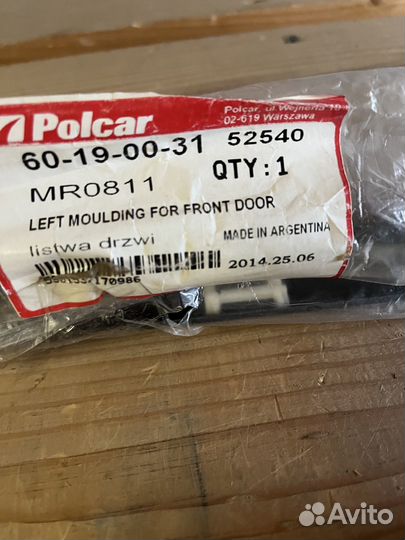 Polcar
Polcar, ul. Wejnerta 19
02-619 Warszawa
60-19-00-31 52540
MR0811 QTY : 1
LEFT MOULDING FOR FRONT DOOR
listwa drzwi MADE IN ARGENTINA
2014.25.06
Avito